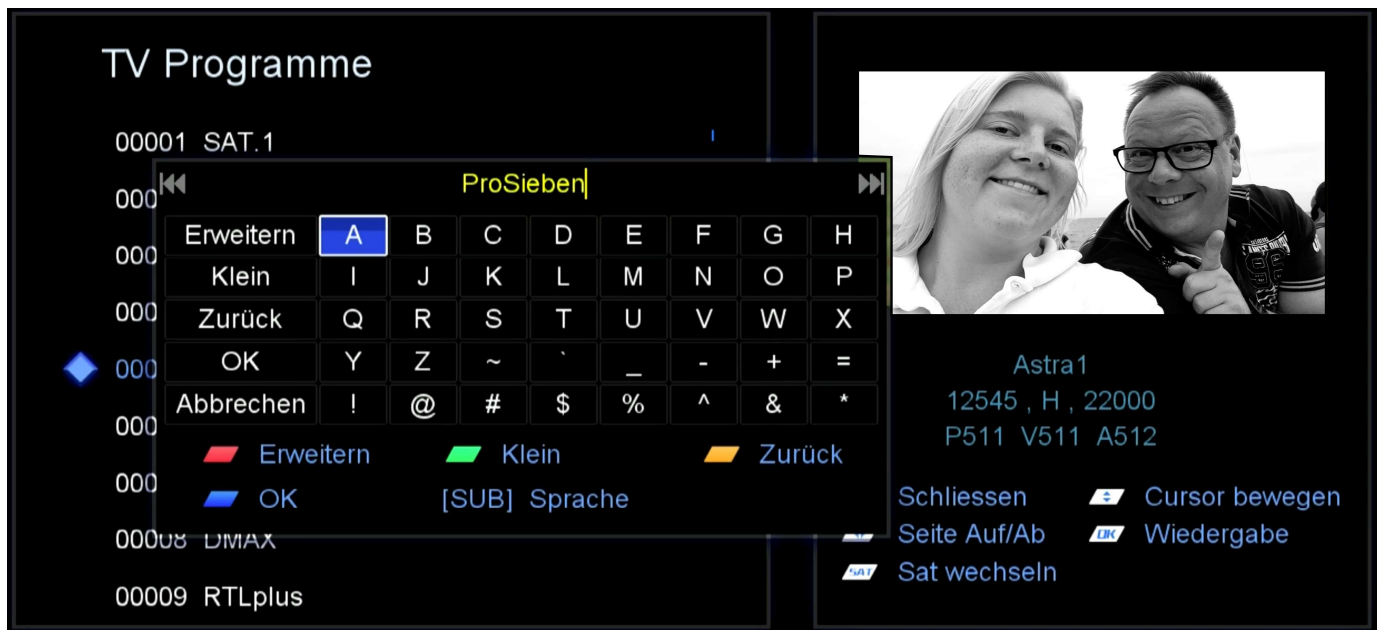 TV Programme
00001 SAT.1
000
000
000
000
000
000
00008 DMAX
00009 RTLplus
ProSieben
Erweitern A B C D E F G H
Klein I J K L M N O P
Zurück Q R S T U V W X
OK Y Z ~ ` _ - + =
Abbrechen ! @ # $ % ^ & *
Erweitern Klein Zurück
OK [SUB] Sprache
Astra1
12545 , H , 22000
P511 V511 A512
Schliessen Cursor bewegen
Seite Auf/Ab OK Wiedergabe
SAT Sat wechseln